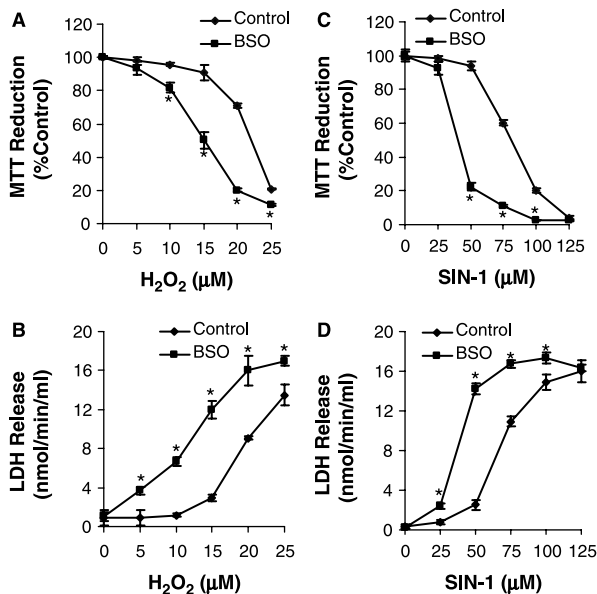 A
Control
BSO
MTT Reduction
(%Control)
120
100
80
60
40
20
0
*
*
*
*
0 5 10 15 20 25
H₂O₂ (μM)
C
Control
BSO
MTT Reduction
(%Control)
120
100
80
60
40
20
0
*
*
*
0 25 50 75 100 125
SIN-1 (μM)
B
Control
BSO
LDH Release
(nmol/min/ml)
20
16
12
8
4
0
*
*
*
*
*
0 5 10 15 20 25
H₂O₂ (μM)
D
Control
BSO
LDH Release
(nmol/min/ml)
20
16
12
8
4
0
*
*
*
*
0 25 50 75 100 125
SIN-1 (μM)